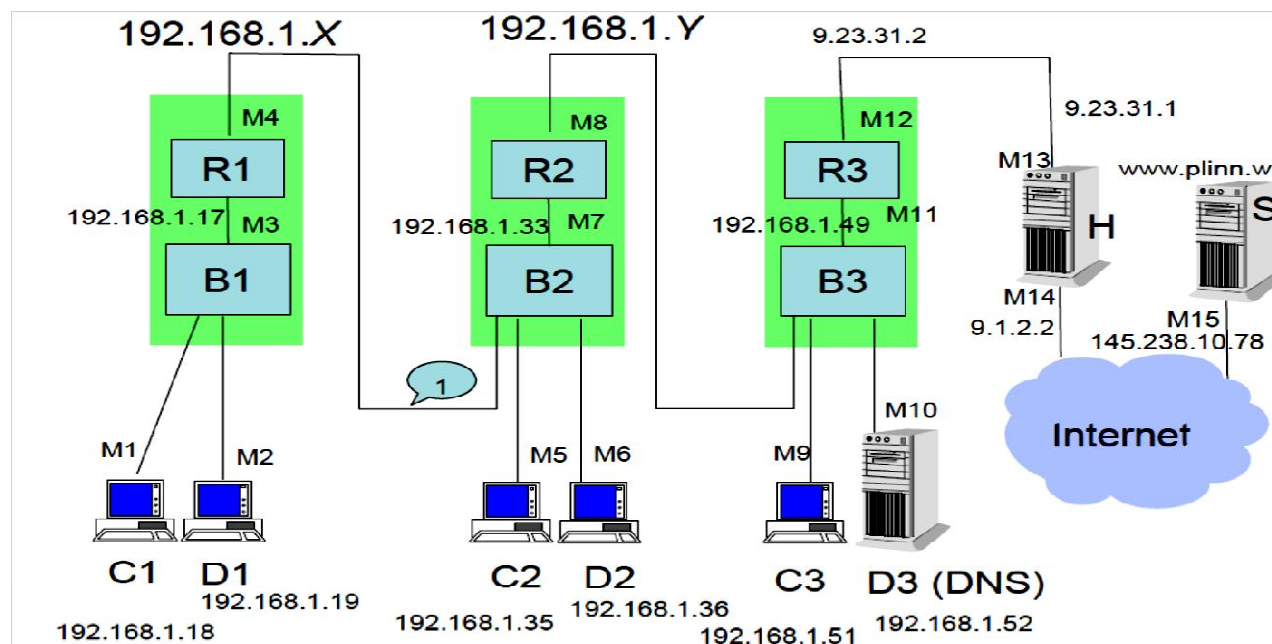 192.168.1.X
192.168.1.Y
9.23.31.2
9.23.31.1
M4
M8
M12
M13
www.plinn.w
R1
R2
R3
S
H
192.168.1.17
M3
192.168.1.33
M7
192.168.1.49
M11
B1
B2
B3
M14
9.1.2.2
M15
145.238.10.78
1
Internet
M1
M2
M5
M6
M9
M10
C1
D1
C2
D2
C3
D3 (DNS)
192.168.1.18
192.168.1.19
192.168.1.35
192.168.1.36
192.168.1.51
192.168.1.52